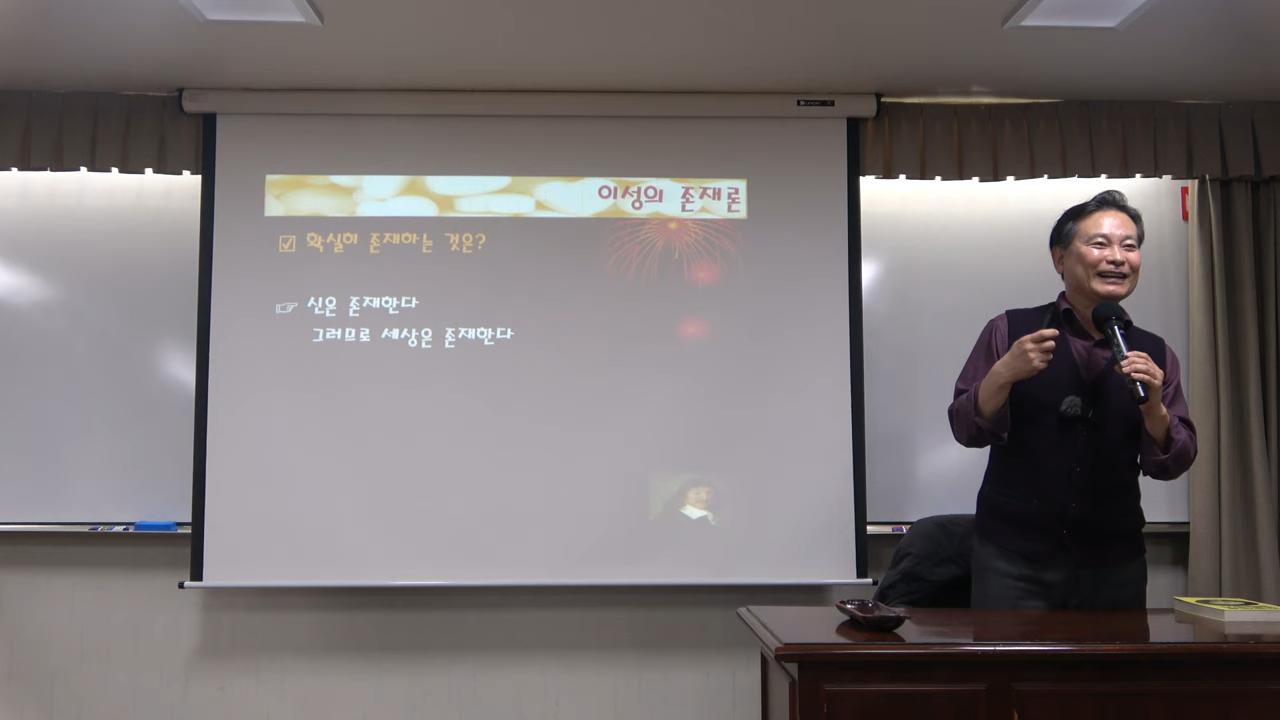 이성의 존재론
확실히 존재하는 것은?
신은 존재한다
그러므로 세상은 존재한다